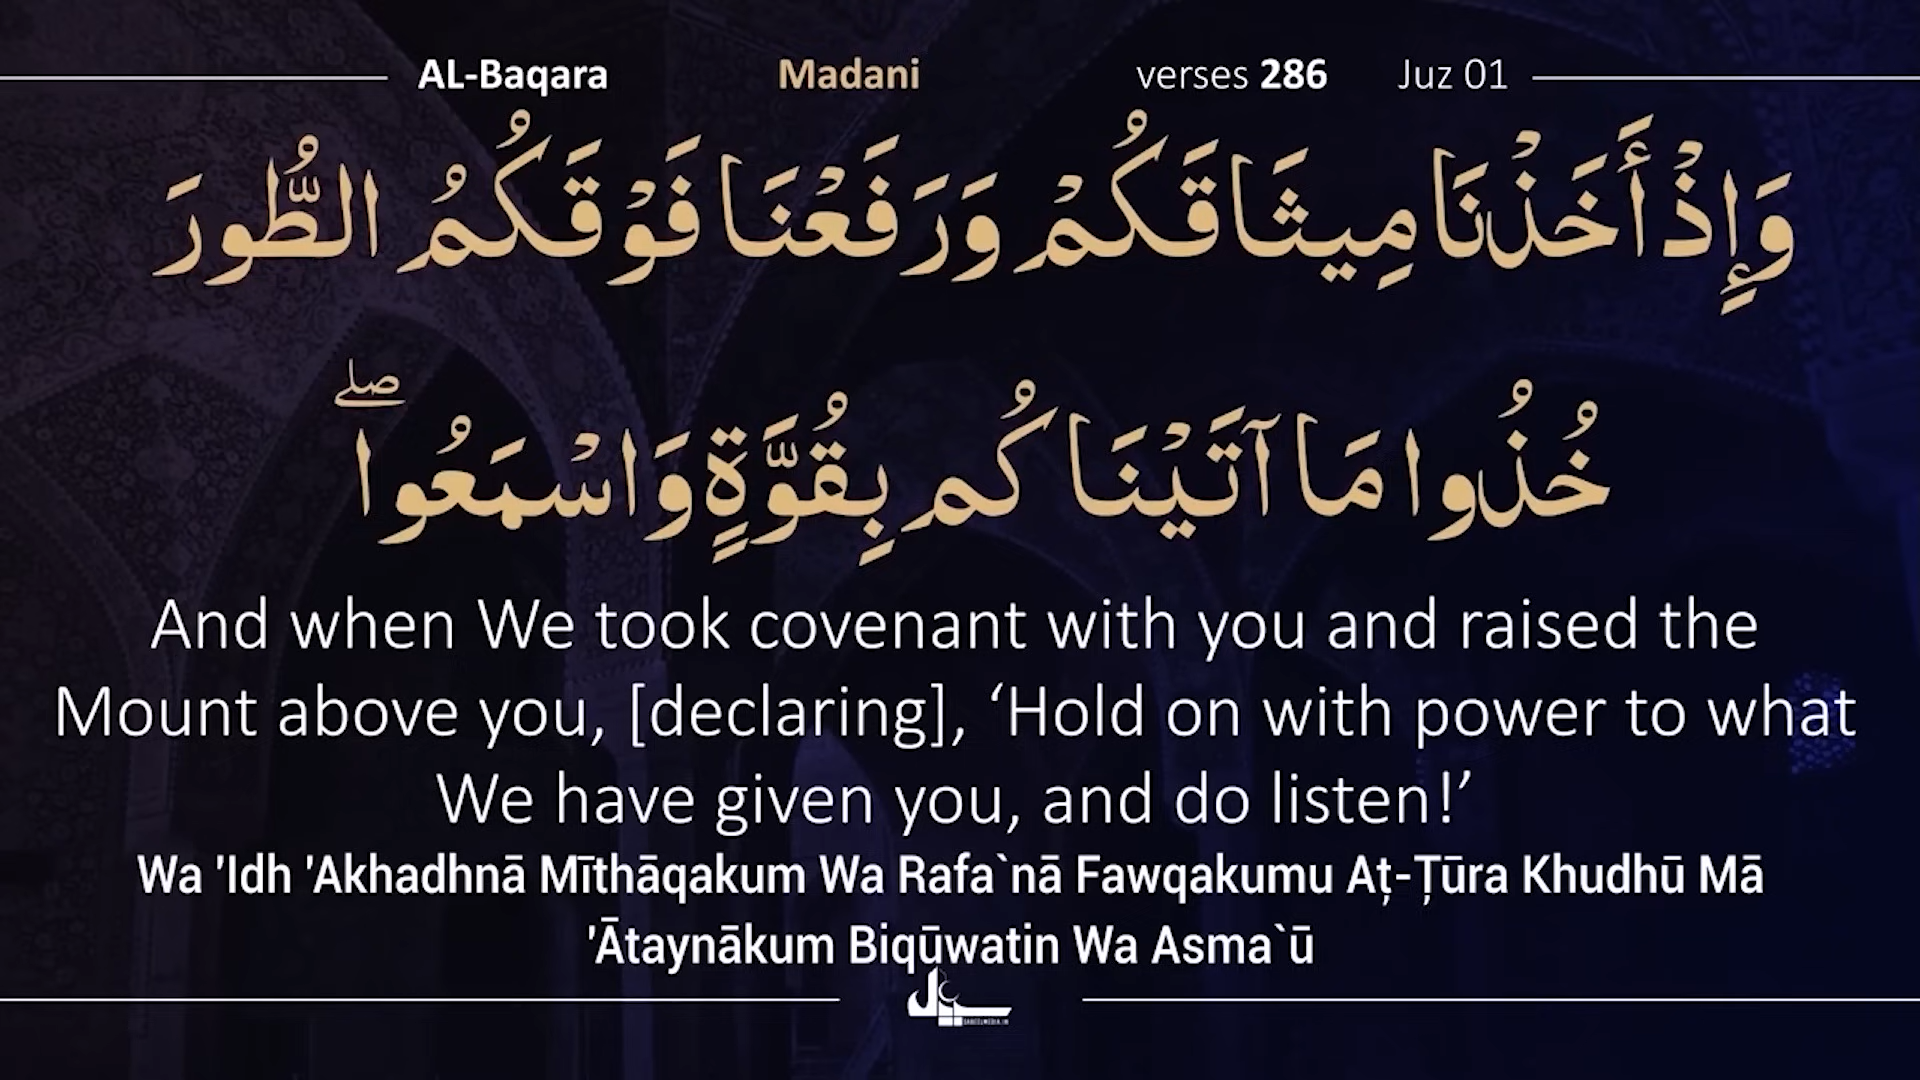 AL-Baqara Madani verses 286 Juz 01
وَإِذْ أَخَذْنَا مِيثَاقَكُمْ وَرَفَعْنَا فَوْقَكُمُ الطُّورَ
خُذُوا مَا آتَيْنَاكُم بِقُوَّةٍ وَاسْمَعُوا ۖ
And when We took covenant with you and raised the
Mount above you, [declaring], ‘Hold on with power to what
We have given you, and do listen!’
Wa 'Idh 'Akhadhnā Mīthāqakum Wa Rafa`nā Fawqakumu Aţ-Ţūra Khudhū Mā
'Ātaynākum Biqūwatin Wa Asma`ū